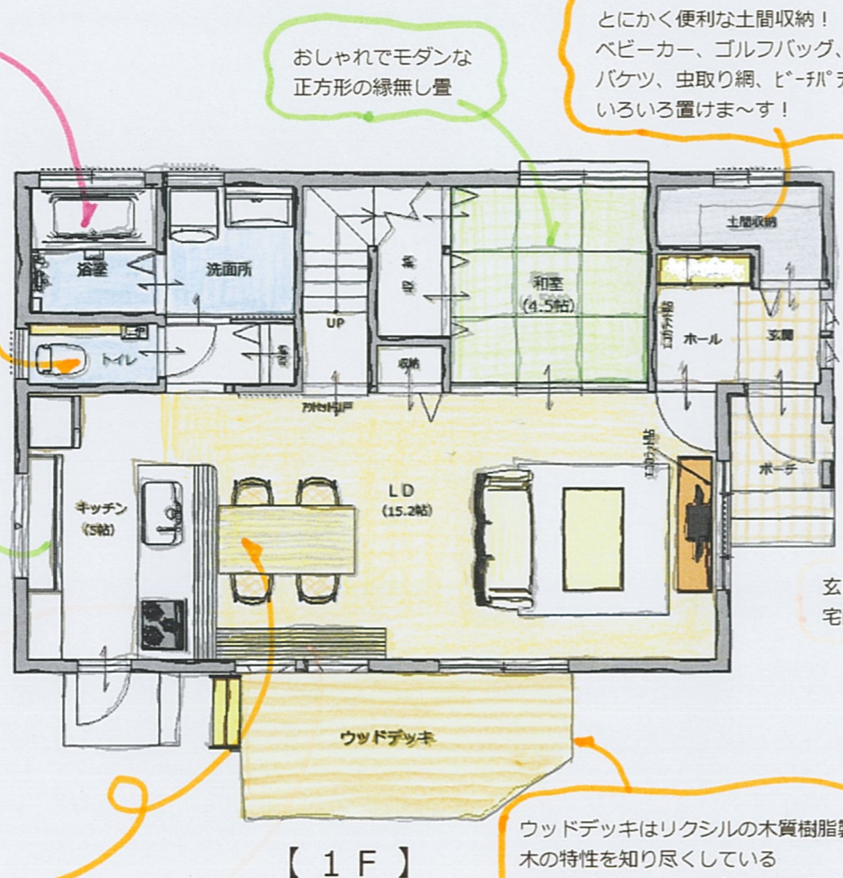 とにかく便利な土間収納！
ベビーカー、ゴルフバッグ、
バケツ、虫取り網、ﾋﾞｰﾁﾊﾟﾗ
いろいろ置けま～す！
おしゃれでモダンな
正方形の縁無し畳
土間収納
浴室
洗面所
収納
和室
(4.5帖)
UP
ホール
玄関
トイレ
収納
収納
ポーチ
キッチン
(5帖)
LD
(15.2帖)
玄
宅
ウッドデッキ
ウッドデッキはリクシルの木質樹脂製
木の特性を知り尽くしている
【1F】